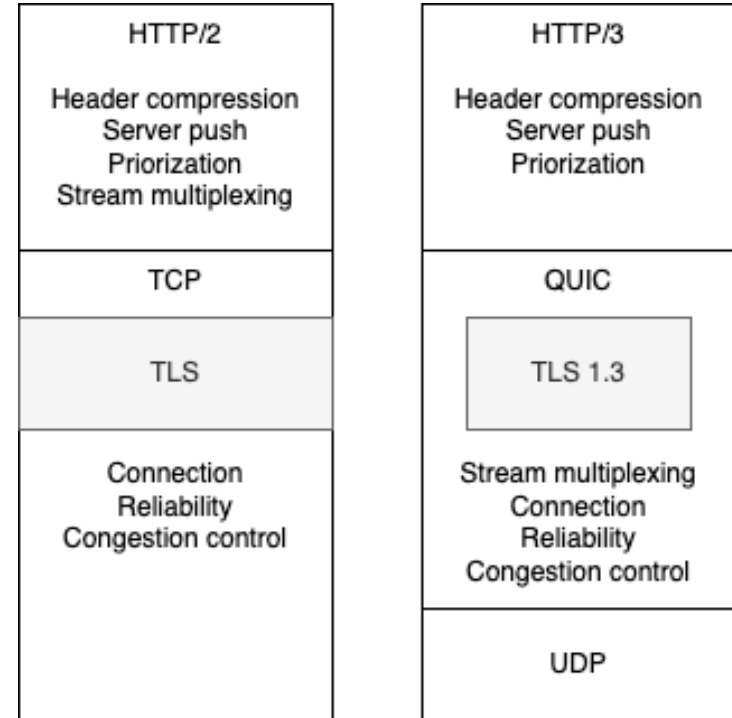 HTTP/2
Header compression
Server push
Priorization
Stream multiplexing
TCP
TLS
Connection
Reliability
Congestion control
HTTP/3
Header compression
Server push
Priorization
QUIC
TLS 1.3
Stream multiplexing
Connection
Reliability
Congestion control
UDP